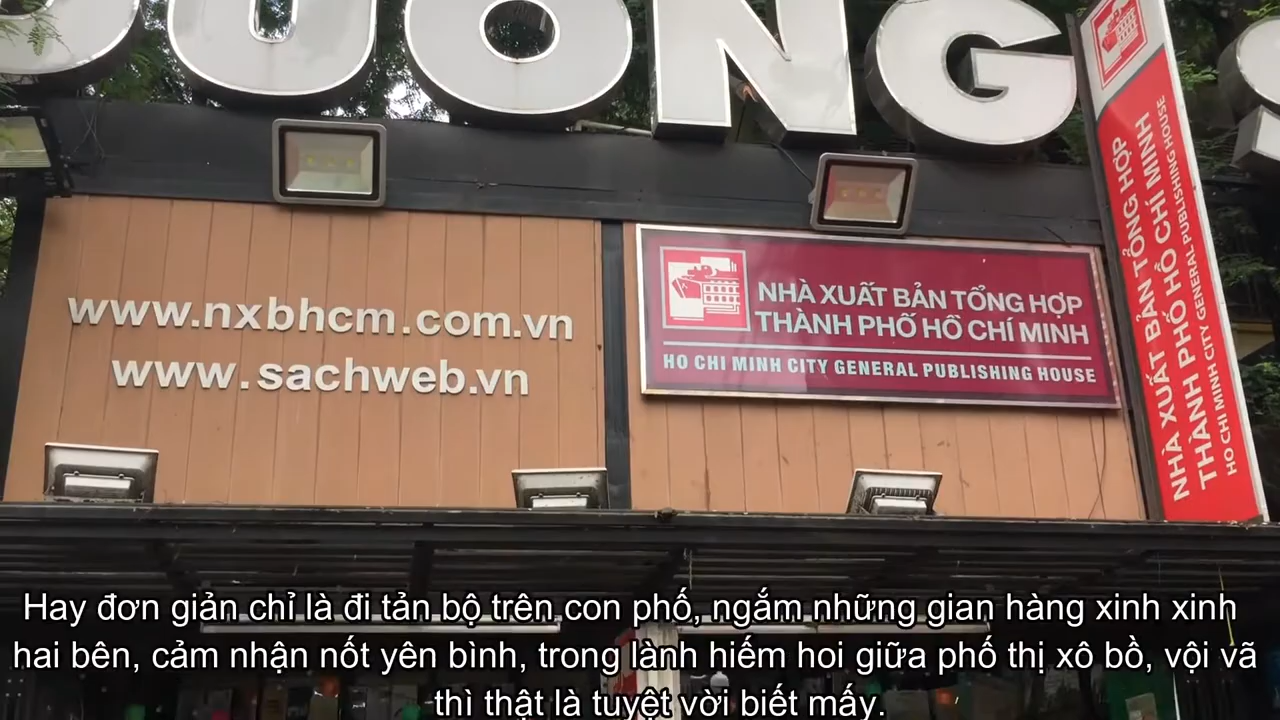 ƯỜNG
www.nxbhcm.com.vn
www.sachweb.vn
NHÀ XUẤT BẢN TỔNG HỢP
THÀNH PHỐ HỒ CHÍ MINH
HO CHI MINH CITY GENERAL PUBLISHING HOUSE
NHÀ XUẤT BẢN TỔNG HỢP
THÀNH PHỐ HỒ CHÍ MINH
HO CHI MINH CITY GENERAL PUBLISHING HOUSE
Hay đơn giản chỉ là đi tản bộ trên con phố, ngắm những gian hàng xinh xinh
hai bên, cảm nhận nốt yên bình, trong lành hiếm hoi giữa phố thị xô bồ, vội vã
thì thật là tuyệt vời biết mấy.